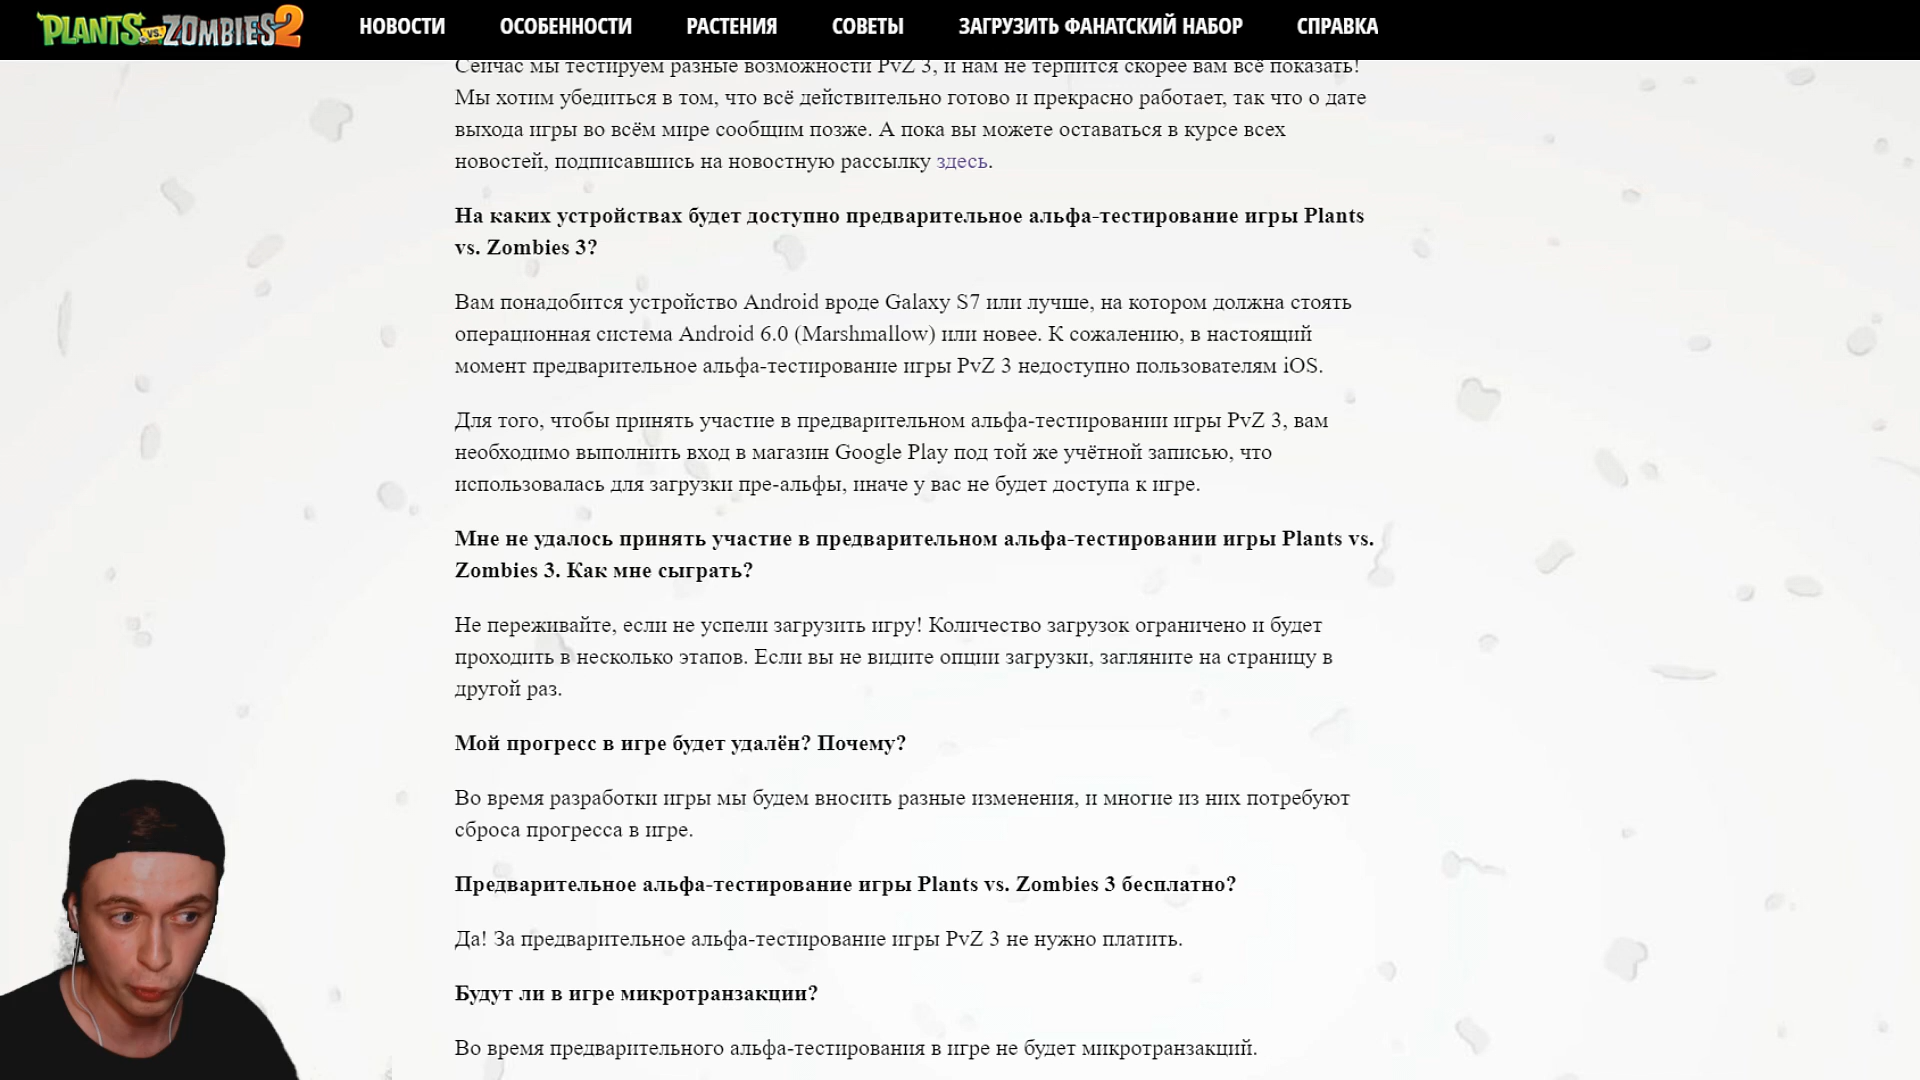 PLANTS VS. ZOMBIES 2
НОВОСТИ ОСОБЕННОСТИ РАСТЕНИЯ СОВЕТЫ ЗАГРУЗИТЬ ФАНАТСКИЙ НАБОР СПРАВКА
Сейчас мы тестируем разные возможности PvZ 3, и нам не терпится скорее вам всё показать!
Мы хотим убедиться в том, что всё действительно готово и прекрасно работает, так что о дате
выхода игры во всём мире сообщим позже. А пока вы можете оставаться в курсе всех
новостей, подписавшись на новостную рассылку здесь.
На каких устройствах будет доступно предварительное альфа-тестирование игры Plants
vs. Zombies 3?
Вам понадобится устройство Android вроде Galaxy S7 или лучше, на котором должна стоять
операционная система Android 6.0 (Marshmallow) или новее. К сожалению, в настоящий
момент предварительное альфа-тестирование игры PvZ 3 недоступно пользователям iOS.
Для того, чтобы принять участие в предварительном альфа-тестировании игры PvZ 3, вам
необходимо выполнить вход в магазин Google Play под той же учётной записью, что
использовалась для загрузки пре-альфы, иначе у вас не будет доступа к игре.
Мне не удалось принять участие в предварительном альфа-тестировании игры Plants vs.
Zombies 3. Как мне сыграть?
Не переживайте, если не успели загрузить игру! Количество загрузок ограничено и будет
проходить в несколько этапов. Если вы не видите опции загрузки, загляните на страницу в
другой раз.
Мой прогресс в игре будет удалён? Почему?
Во время разработки игры мы будем вносить разные изменения, и многие из них потребуют
сброса прогресса в игре.
Предварительное альфа-тестирование игры Plants vs. Zombies 3 бесплатно?
Да! За предварительное альфа-тестирование игры PvZ 3 не нужно платить.
Будут ли в игре микротранзакции?
Во время предварительного альфа-тестирования в игре не будет микротранзакций.